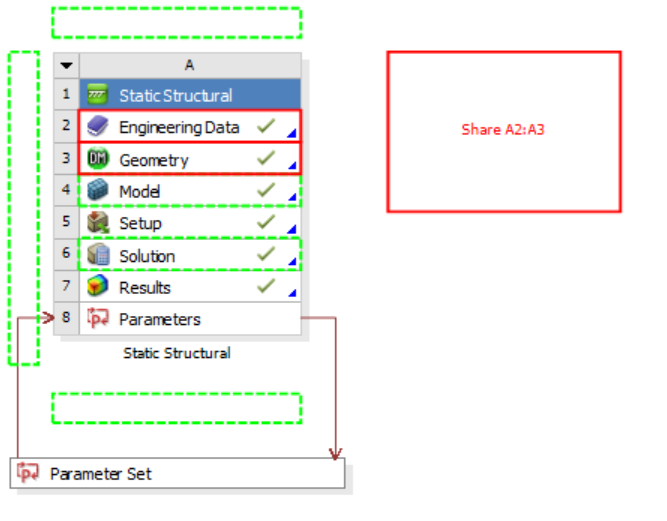 A
1 Static Structural
2 Engineering Data
3 DM Geometry
4 Model
5 Setup
6 Solution
7 Results
8 Parameters
Static Structural
Parameter Set
Share A2:A3